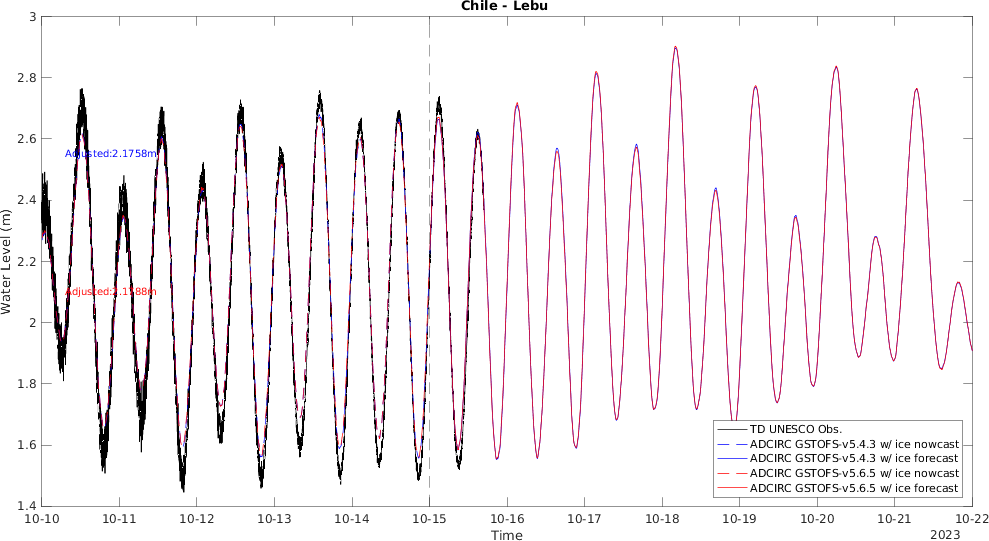 Chile - Lebu
3
2.8
2.6
2.4
2.2
2
1.8
1.6
1.4
Water Level (m)
Adjusted:2.1758m
Adjusted:2.1588m
TD UNESCO Obs.
ADCIRC GSTOFS-v5.4.3 w/ ice nowcast
ADCIRC GSTOFS-v5.4.3 w/ ice forecast
ADCIRC GSTOFS-v5.6.5 w/ ice nowcast
ADCIRC GSTOFS-v5.6.5 w/ ice forecast
10-10 10-11 10-12 10-13 10-14 10-15 10-16 10-17 10-18 10-19 10-20 10-21 10-22
Time
2023